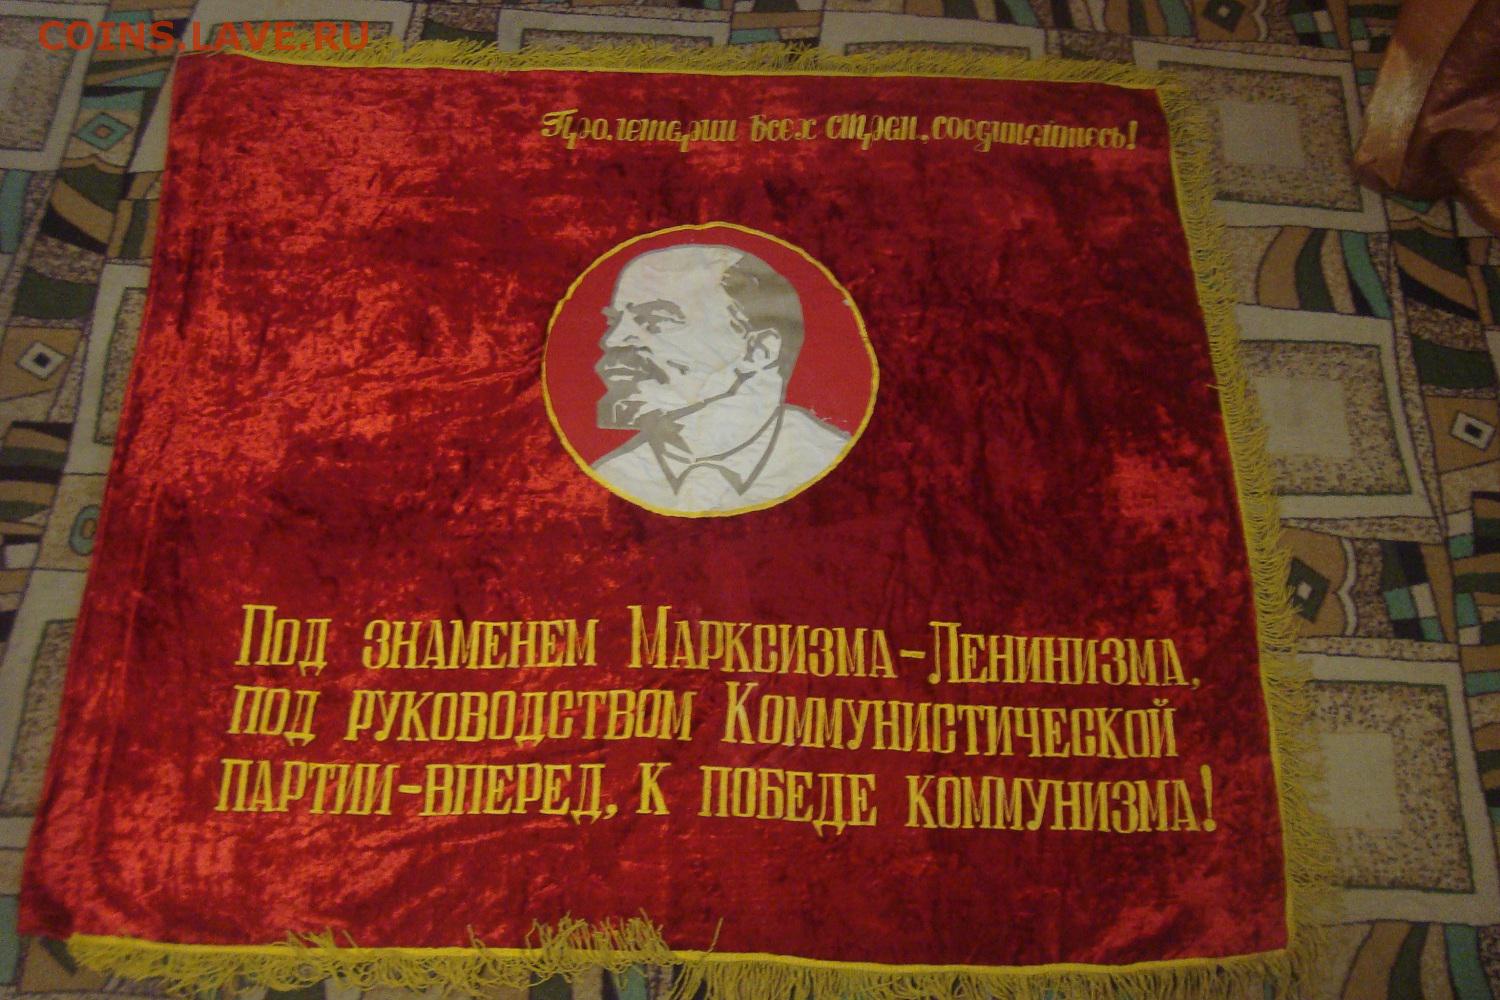 COINS.LAVE.RU
Пролетарии всех стран, соединяйтесь!
Под знаменем Марксизма-Ленинизма,
под руководством Коммунистической
партии-вперед, к победе коммунизма!